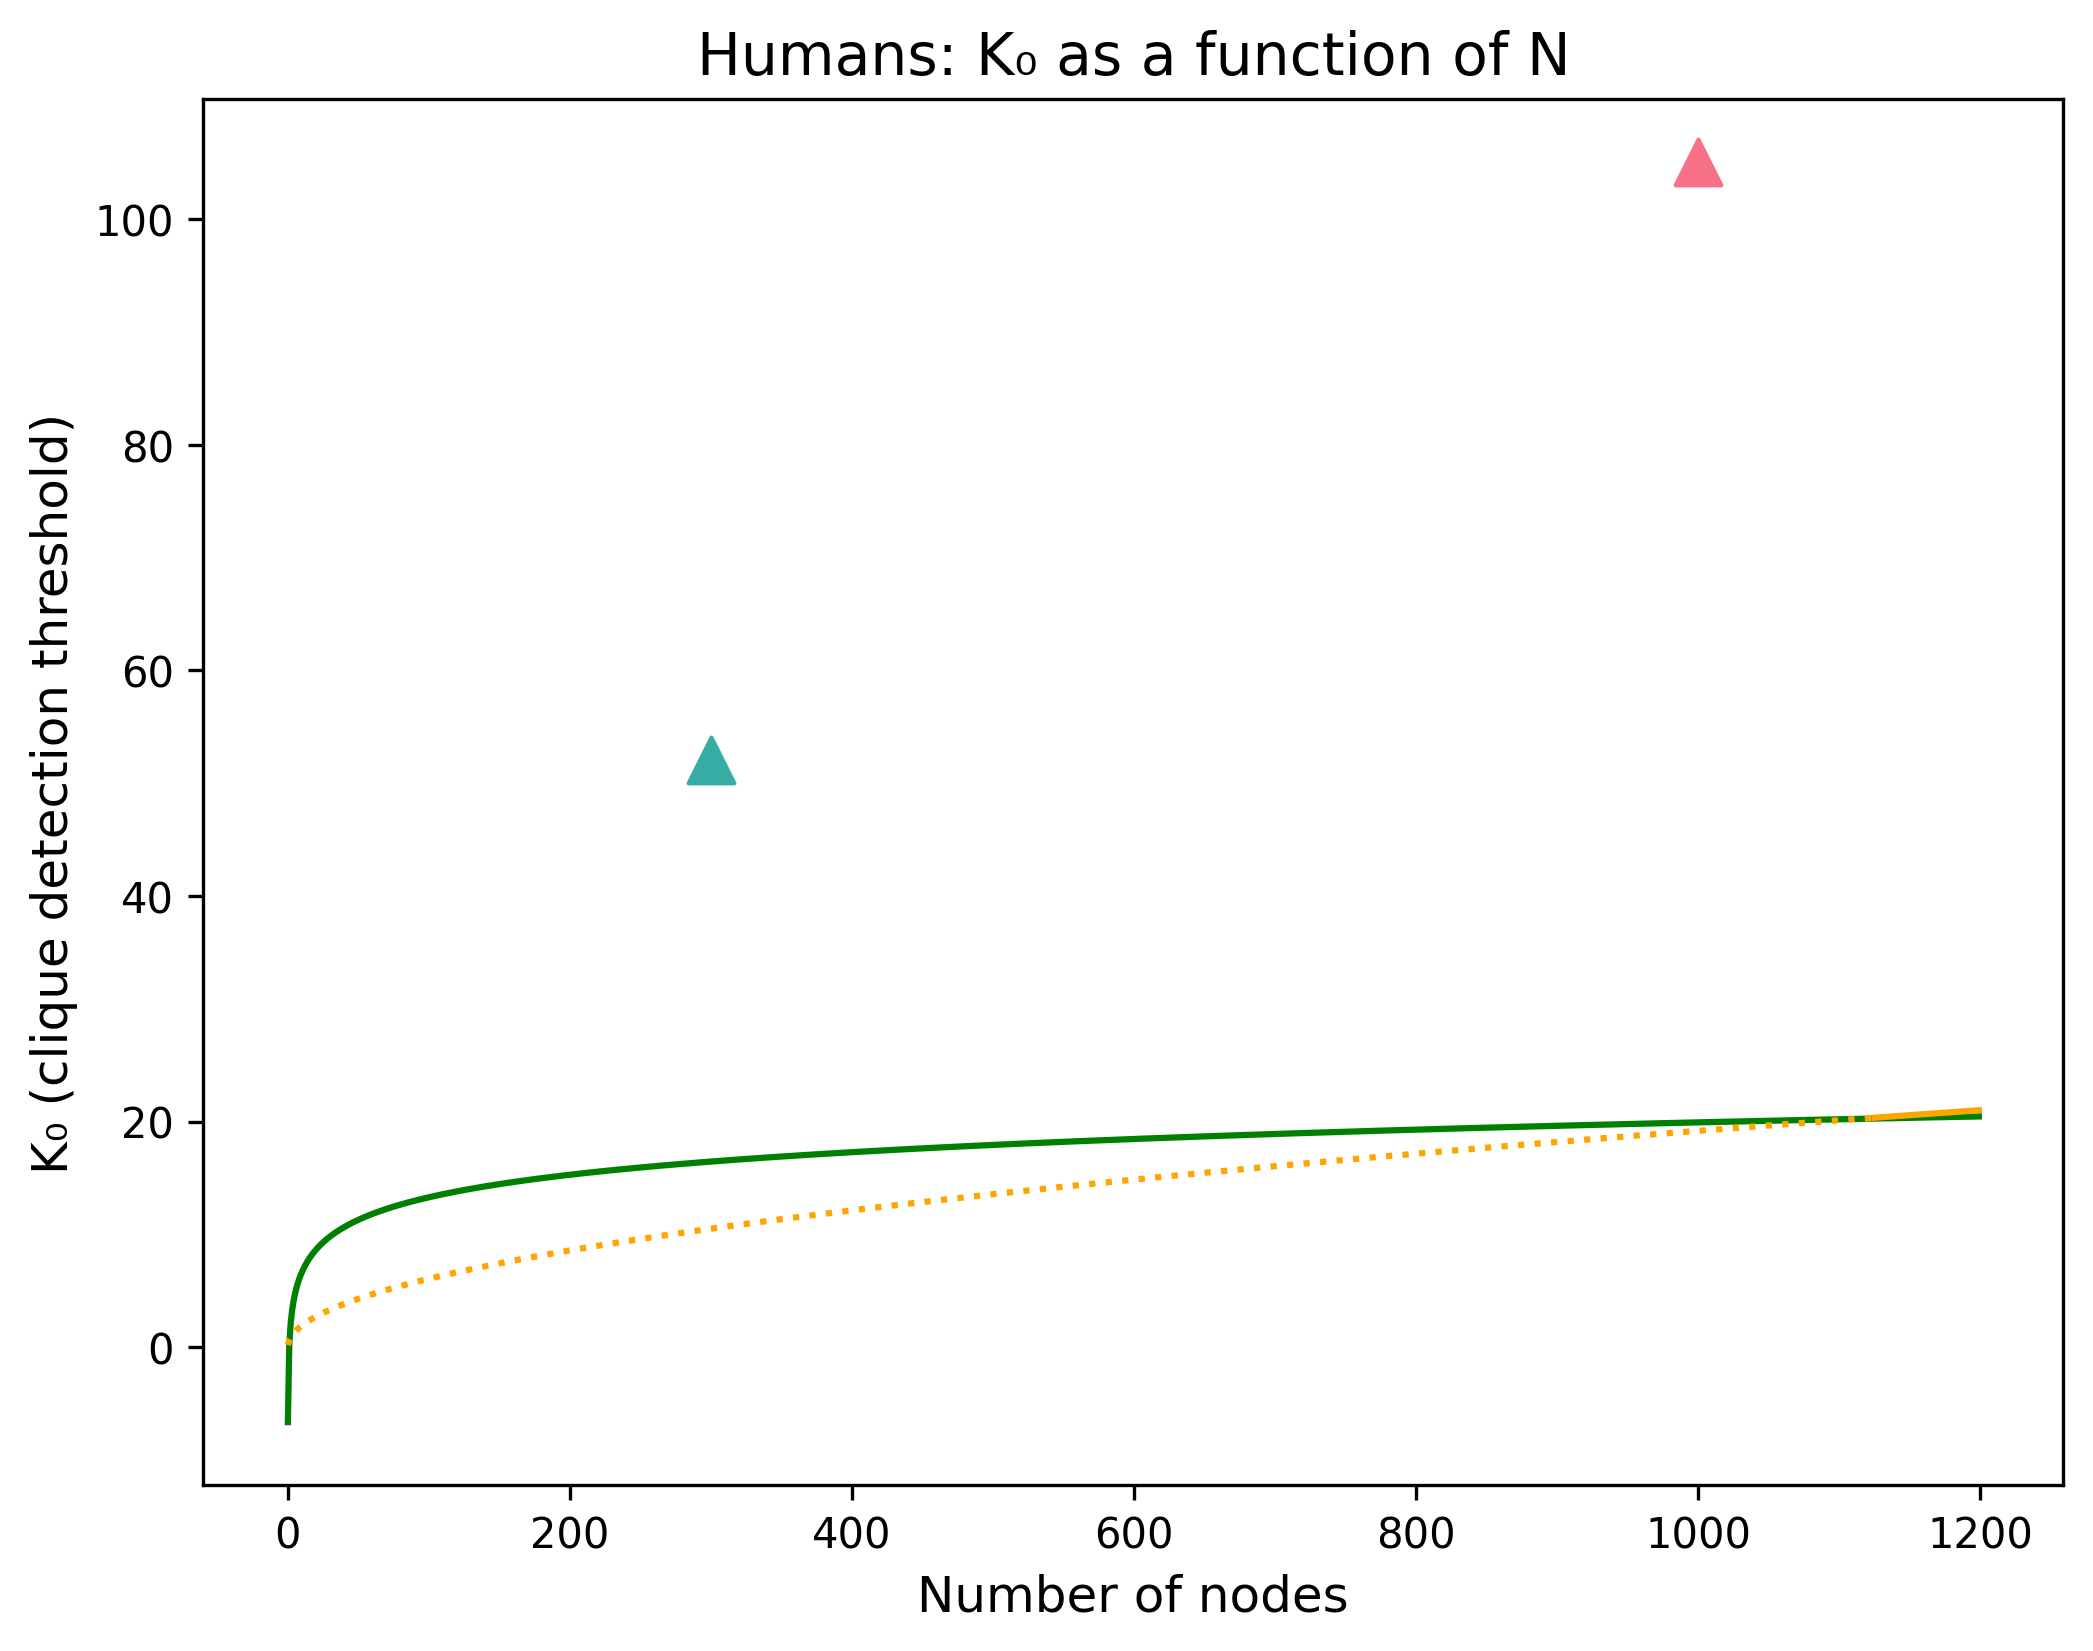 Humans: K₀ as a function of N
K₀ (clique detection threshold)
100
80
60
40
20
0
0 200 400 600 800 1000 1200
Number of nodes